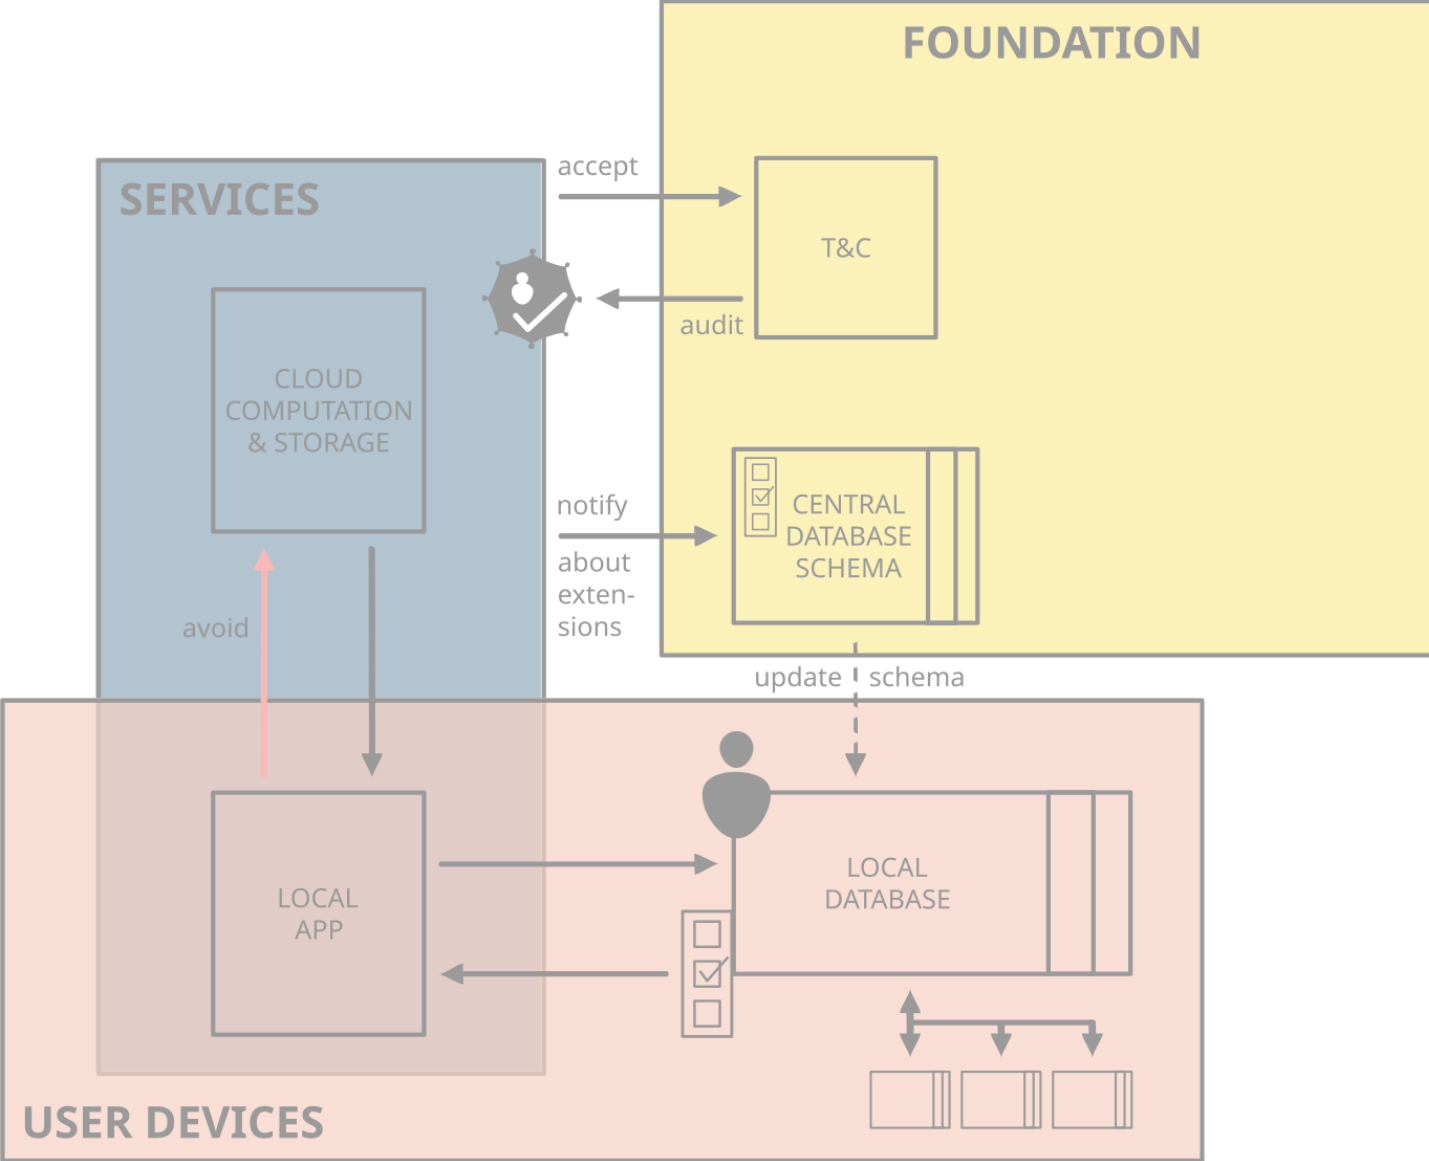 FOUNDATION
SERVICES
accept
T&C
audit
CLOUD
COMPUTATION
& STORAGE
notify
about
exten-
sions
CENTRAL
DATABASE
SCHEMA
avoid
update schema
LOCAL
APP
LOCAL
DATABASE
USER DEVICES